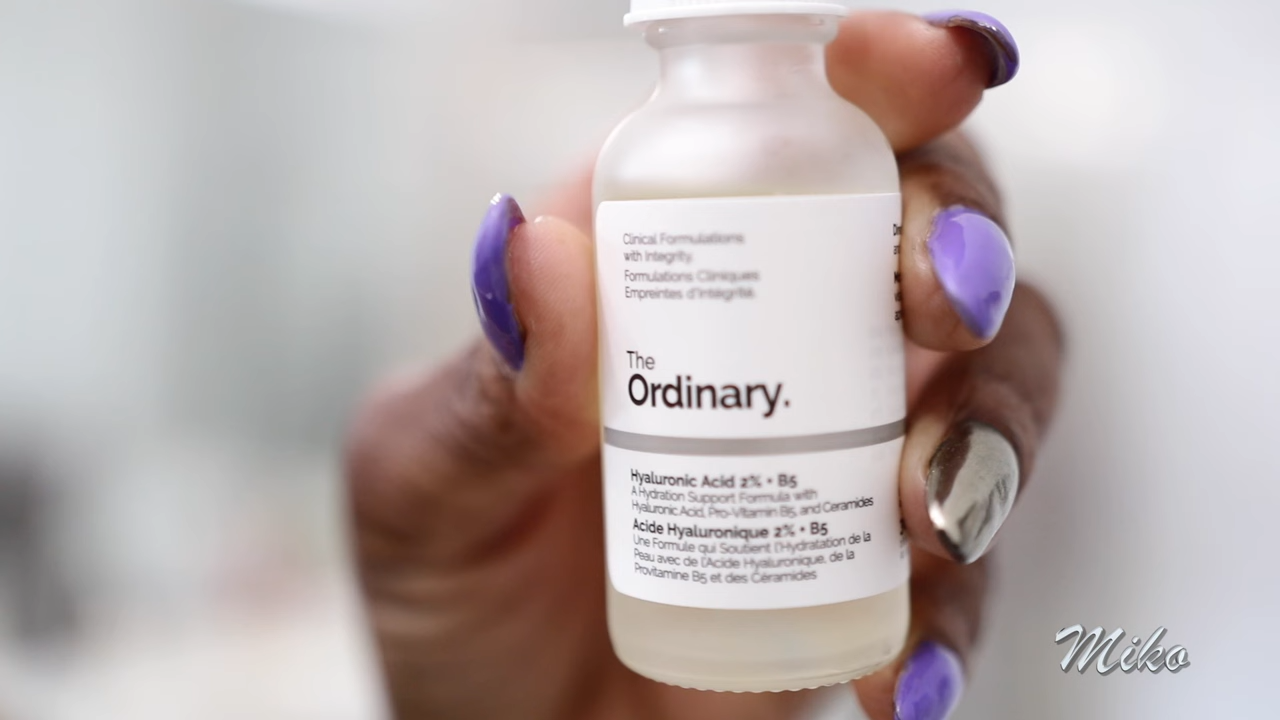 Clinical Formulations
with Integrity.
Formulations Cliniques
Empreintes d'Intégrité
The
Ordinary.
Hyaluronic Acid 2% + B5
A Hydration Support Formula with
Hyaluronic Acid, Pro-Vitamin B5, and Ceramides
Acide Hyaluronique 2% + B5
Une Formule qui Soutient l'Hydratation de la
Peau avec de l'Acide Hyaluronique, de la
Provitamine B5 et des Céramides
Miko